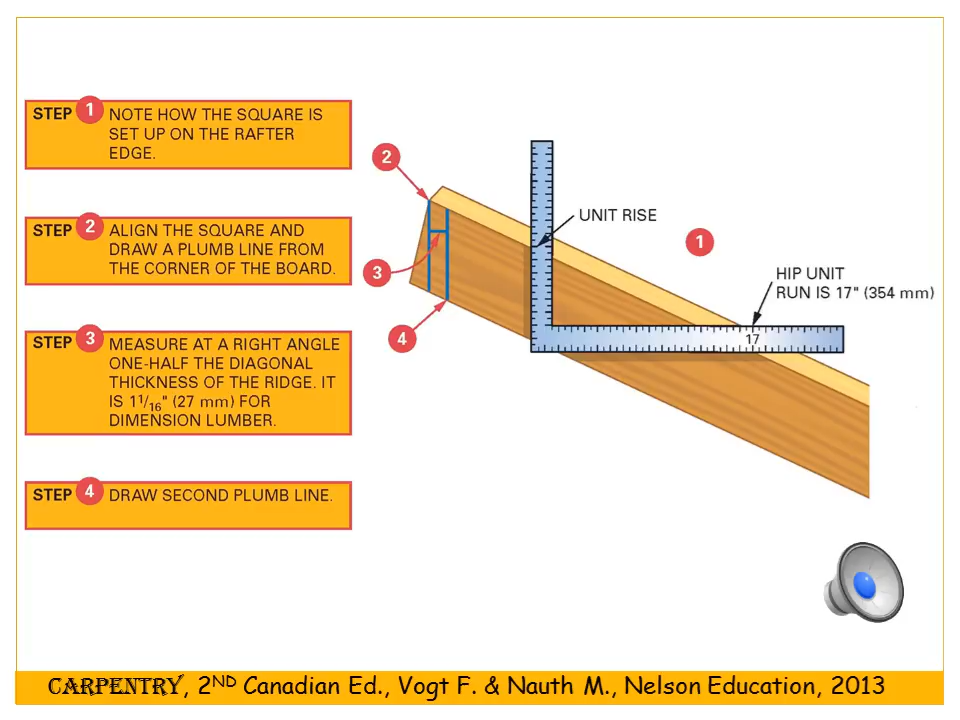 STEP 1 NOTE HOW THE SQUARE IS
SET UP ON THE RAFTER
EDGE.
STEP 2 ALIGN THE SQUARE AND
DRAW A PLUMB LINE FROM
THE CORNER OF THE BOARD.
STEP 3 MEASURE AT A RIGHT ANGLE
ONE-HALF THE DIAGONAL
THICKNESS OF THE RIDGE. IT
IS 1 1/16" (27 mm) FOR
DIMENSION LUMBER.
STEP 4 DRAW SECOND PLUMB LINE.
2
UNIT RISE
1
3
HIP UNIT
RUN IS 17" (354 mm)
4
17
CARPENTRY, 2ND Canadian Ed., Vogt F. & Nauth M., Nelson Education, 2013